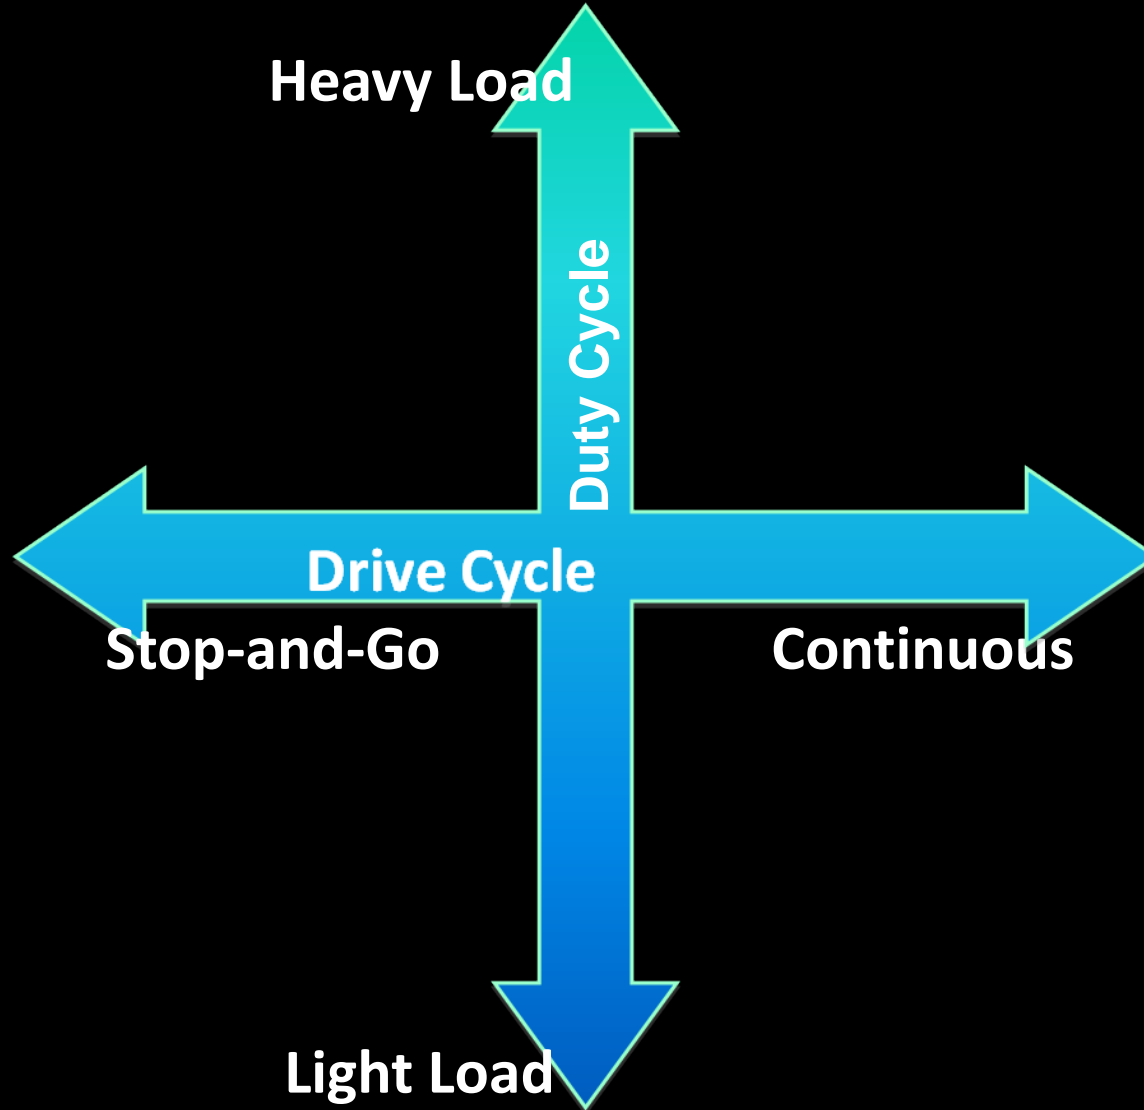 Heavy Load
Duty Cycle
Drive Cycle
Stop-and-Go
Continuous
Light Load